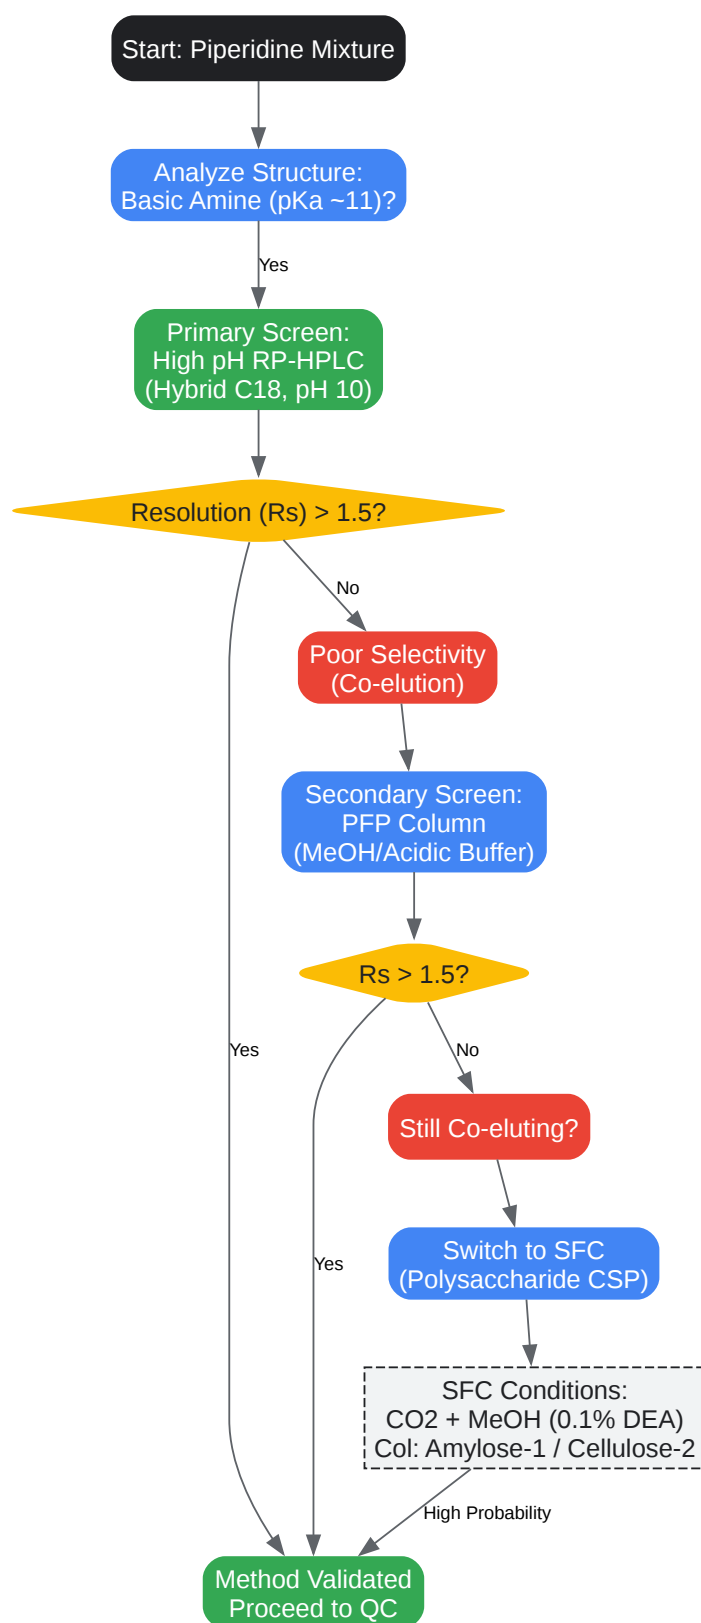 Start: Piperidine Mixture
Analyze Structure:
Basic Amine (pKa ~11)?
Yes
Primary Screen:
High pH RP-HPLC
(Hybrid C18, pH 10)
Resolution (Rs) > 1.5?
No
Poor Selectivity
(Co-elution)
Secondary Screen:
PFP Column
(MeOH/Acidic Buffer)
Rs > 1.5?
Yes
No
Still Co-eluting?
Switch to SFC
(Polysaccharide CSP)
Yes
SFC Conditions:
CO2 + MeOH (0.1% DEA)
Col: Amylose-1 / Cellulose-2
High Probability
Method Validated
Proceed to QC